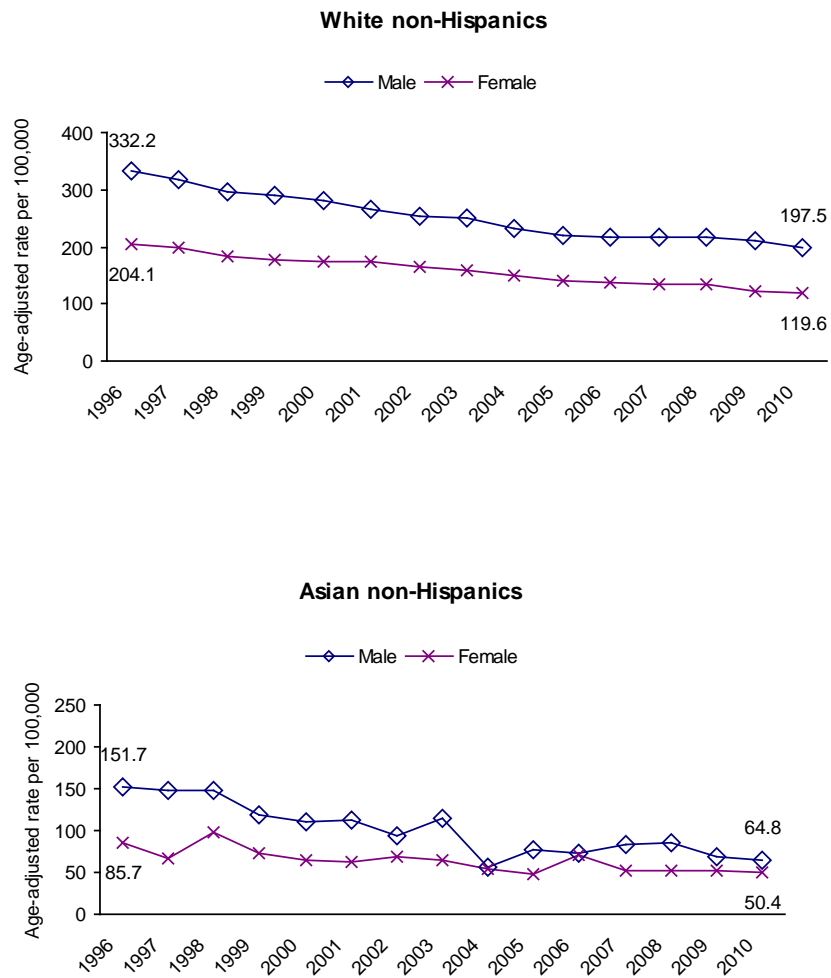 White non-Hispanics
Male Female
Age-adjusted rate per 100,000
400
300
200
100
0
332.2
204.1
197.5
119.6
1996 1997 1998 1999 2000 2001 2002 2003 2004 2005 2006 2007 2008 2009 2010
Asian non-Hispanics
Male Female
Age-adjusted rate per 100,000
250
200
150
100
50
0
151.7
85.7
64.8
50.4
1996 1997 1998 1999 2000 2001 2002 2003 2004 2005 2006 2007 2008 2009 2010